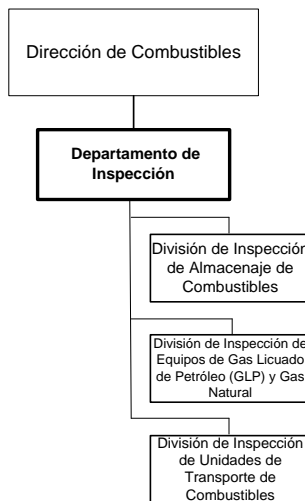 Dirección de Combustibles
Departamento de
Inspección
División de Inspección
de Almacenaje de
Combustibles
División de Inspección de
Equipos de Gas Licuado
de Petróleo (GLP) y Gas
Natural
División de Inspección
de Unidades de
Transporte de
Combustibles